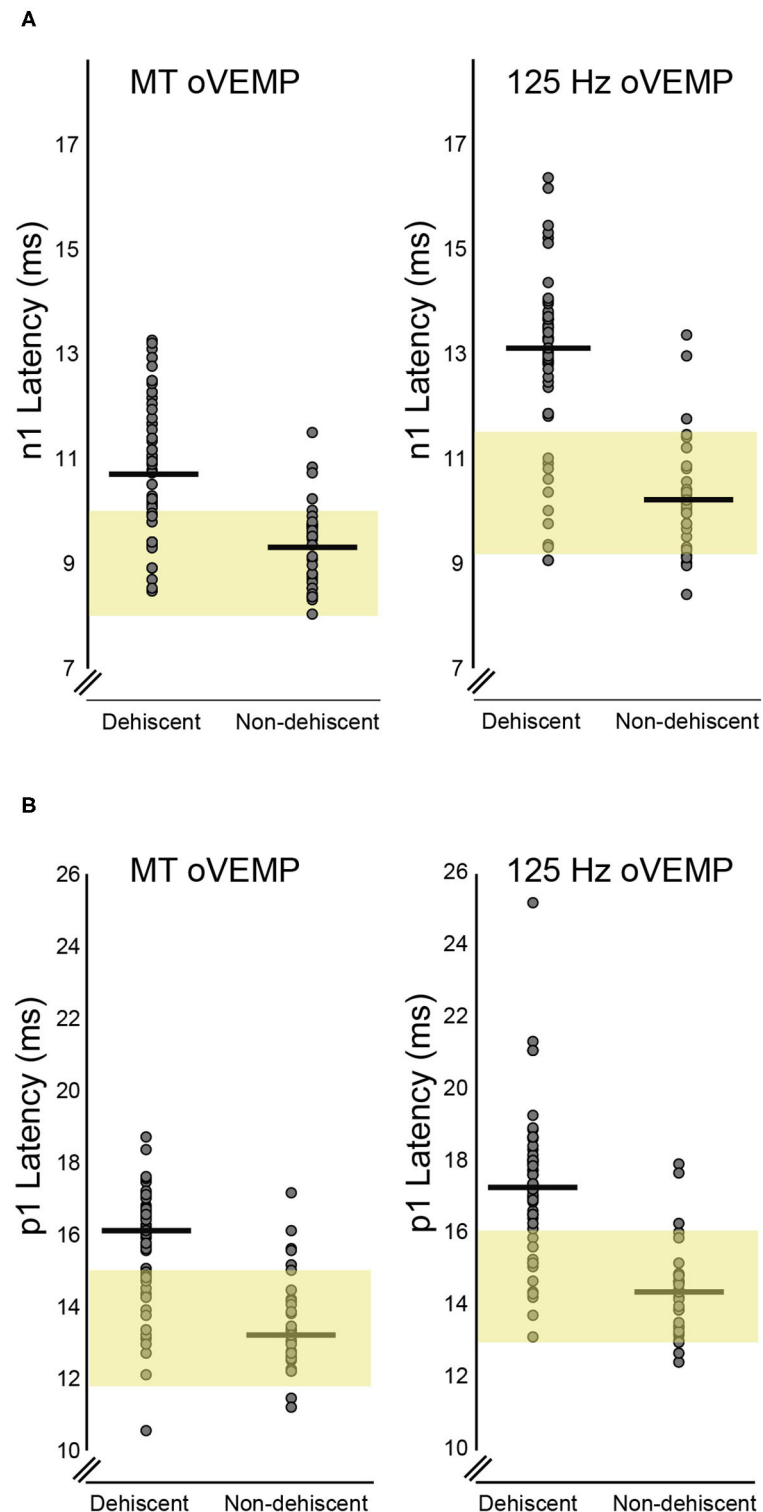 A
MT oVEMP
n1 Latency (ms)
17
15
13
11
9
7
Dehiscent Non-dehiscent
125 Hz oVEMP
n1 Latency (ms)
17
15
13
11
9
7
Dehiscent Non-dehiscent
B
MT oVEMP
p1 Latency (ms)
26
24
22
20
18
16
14
12
10
Dehiscent Non-dehiscent
125 Hz oVEMP
p1 Latency (ms)
26
24
22
20
18
16
14
12
10
Dehiscent Non-dehiscent